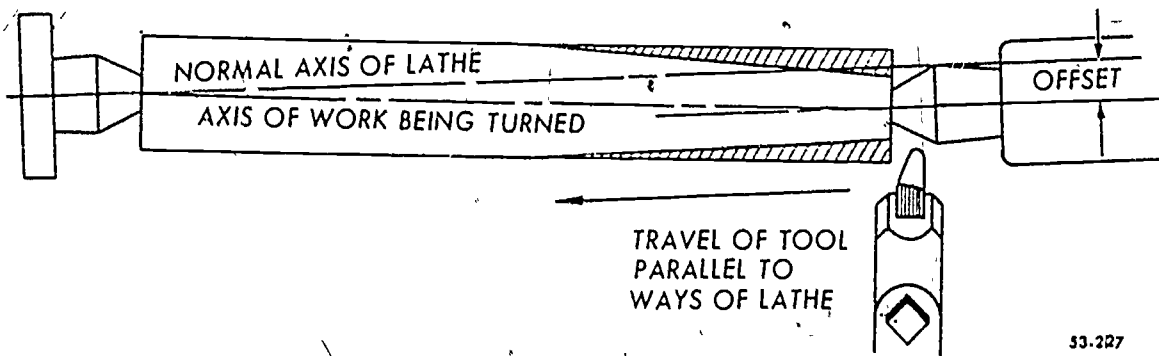 NORMAL AXIS OF LATHE
AXIS OF WORK BEING TURNED
OFFSET
TRAVEL OF TOOL
PARALLEL TO
WAYS OF LATHE
53.227